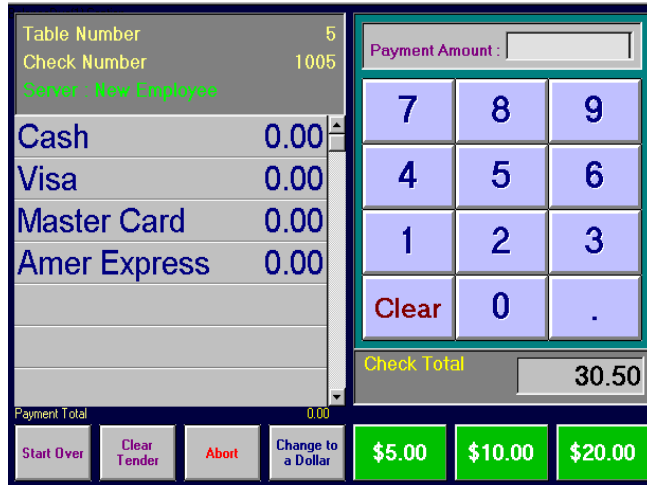 Table Number 5
Check Number 1005
Server : New Employee
Cash 0.00
Visa 0.00
Master Card 0.00
Amer Express 0.00
Payment Total 0.00
Start Over
Clear
Tender
Abort
Change to
a Dollar
Payment Amount :
7 8 9
4 5 6
1 2 3
Clear 0 .
Check Total
30.50
$5.00 $10.00 $20.00